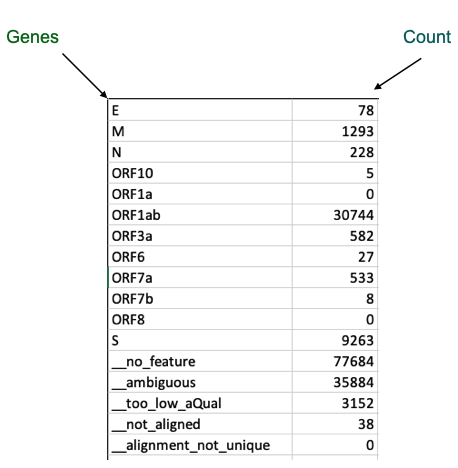 Genes Count
E 78
M 1293
N 228
ORF10 5
ORF1a 0
ORF1ab 30744
ORF3a 582
ORF6 27
ORF7a 533
ORF7b 8
ORF8 0
S 9263
__no_feature 77684
__ambiguous 35884
__too_low_aQual 3152
__not_aligned 38
__alignment_not_unique 0